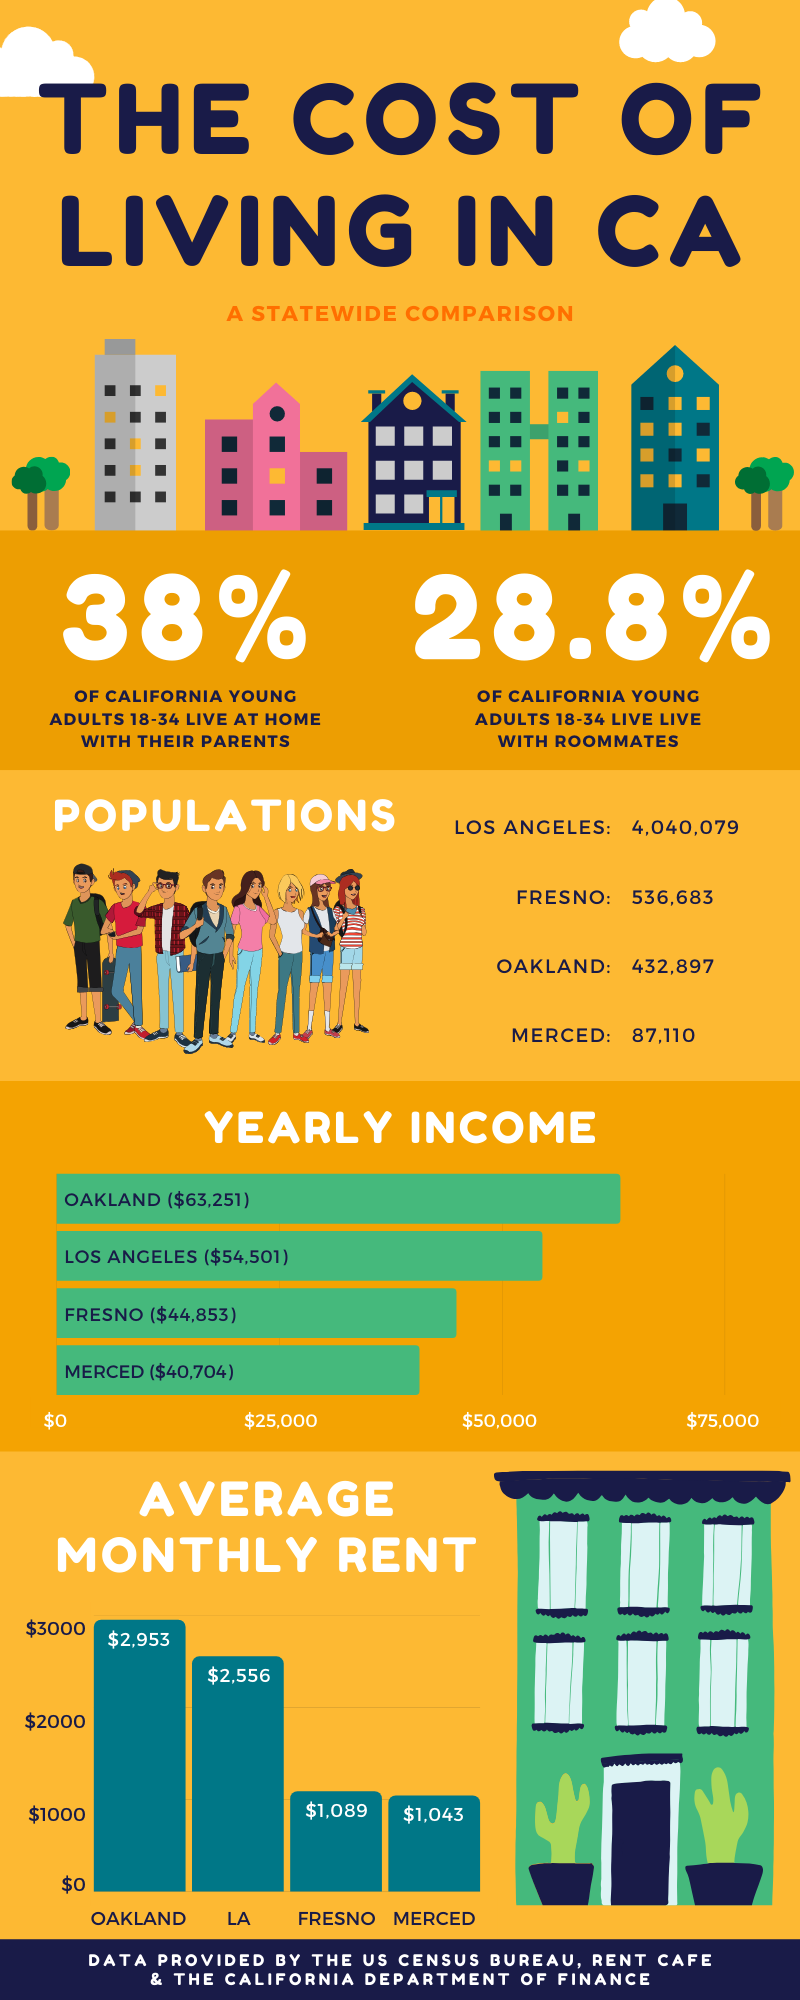 THE COST OF
LIVING IN CA
A STATEWIDE COMPARISON
38%
OF CALIFORNIA YOUNG
ADULTS 18-34 LIVE AT HOME
WITH THEIR PARENTS
28.8%
OF CALIFORNIA YOUNG
ADULTS 18-34 LIVE LIVE
WITH ROOMMATES
POPULATIONS
LOS ANGELES: 4,040,079
FRESNO: 536,683
OAKLAND: 432,897
MERCED: 87,110
YEARLY INCOME
OAKLAND ($63,251)
LOS ANGELES ($54,501)
FRESNO ($44,853)
MERCED ($40,704)
$0 $25,000 $50,000 $75,000
AVERAGE
MONTHLY RENT
$3000
$2000
$1000
$0
$2,953
$2,556
$1,089
$1,043
OAKLAND LA FRESNO MERCED
DATA PROVIDED BY THE US CENSUS BUREAU, RENT CAFE
& THE CALIFORNIA DEPARTMENT OF FINANCE